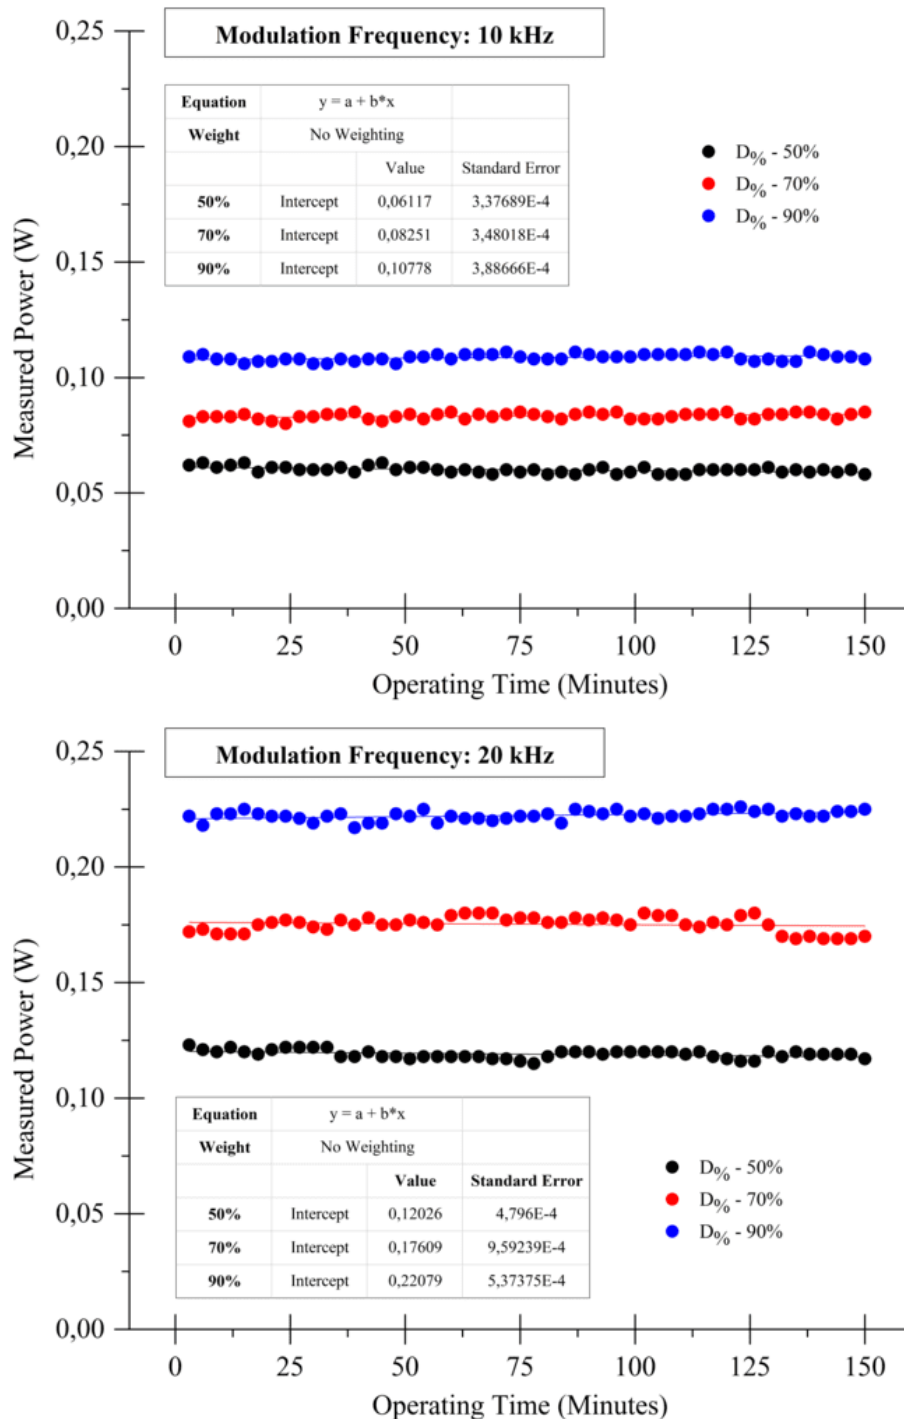 Modulation Frequency: 10 kHz
Equation y = a + b*x
Weight No Weighting
Value Standard Error
50% Intercept 0,06117 3,37689E-4
70% Intercept 0,08251 3,48018E-4
90% Intercept 0,10778 3,88666E-4
D% - 50%
D% - 70%
D% - 90%
Measured Power (W)
0,25
0,20
0,15
0,10
0,05
0,00
0 25 50 75 100 125 150
Operating Time (Minutes)
Modulation Frequency: 20 kHz
Measured Power (W)
0,25
0,20
0,15
0,10
0,05
0,00
Equation y = a + b*x
Weight No Weighting
Value Standard Error
50% Intercept 0,12026 4,796E-4
70% Intercept 0,17609 9,59239E-4
90% Intercept 0,22079 5,37375E-4
D% - 50%
D% - 70%
D% - 90%
0 25 50 75 100 125 150
Operating Time (Minutes)